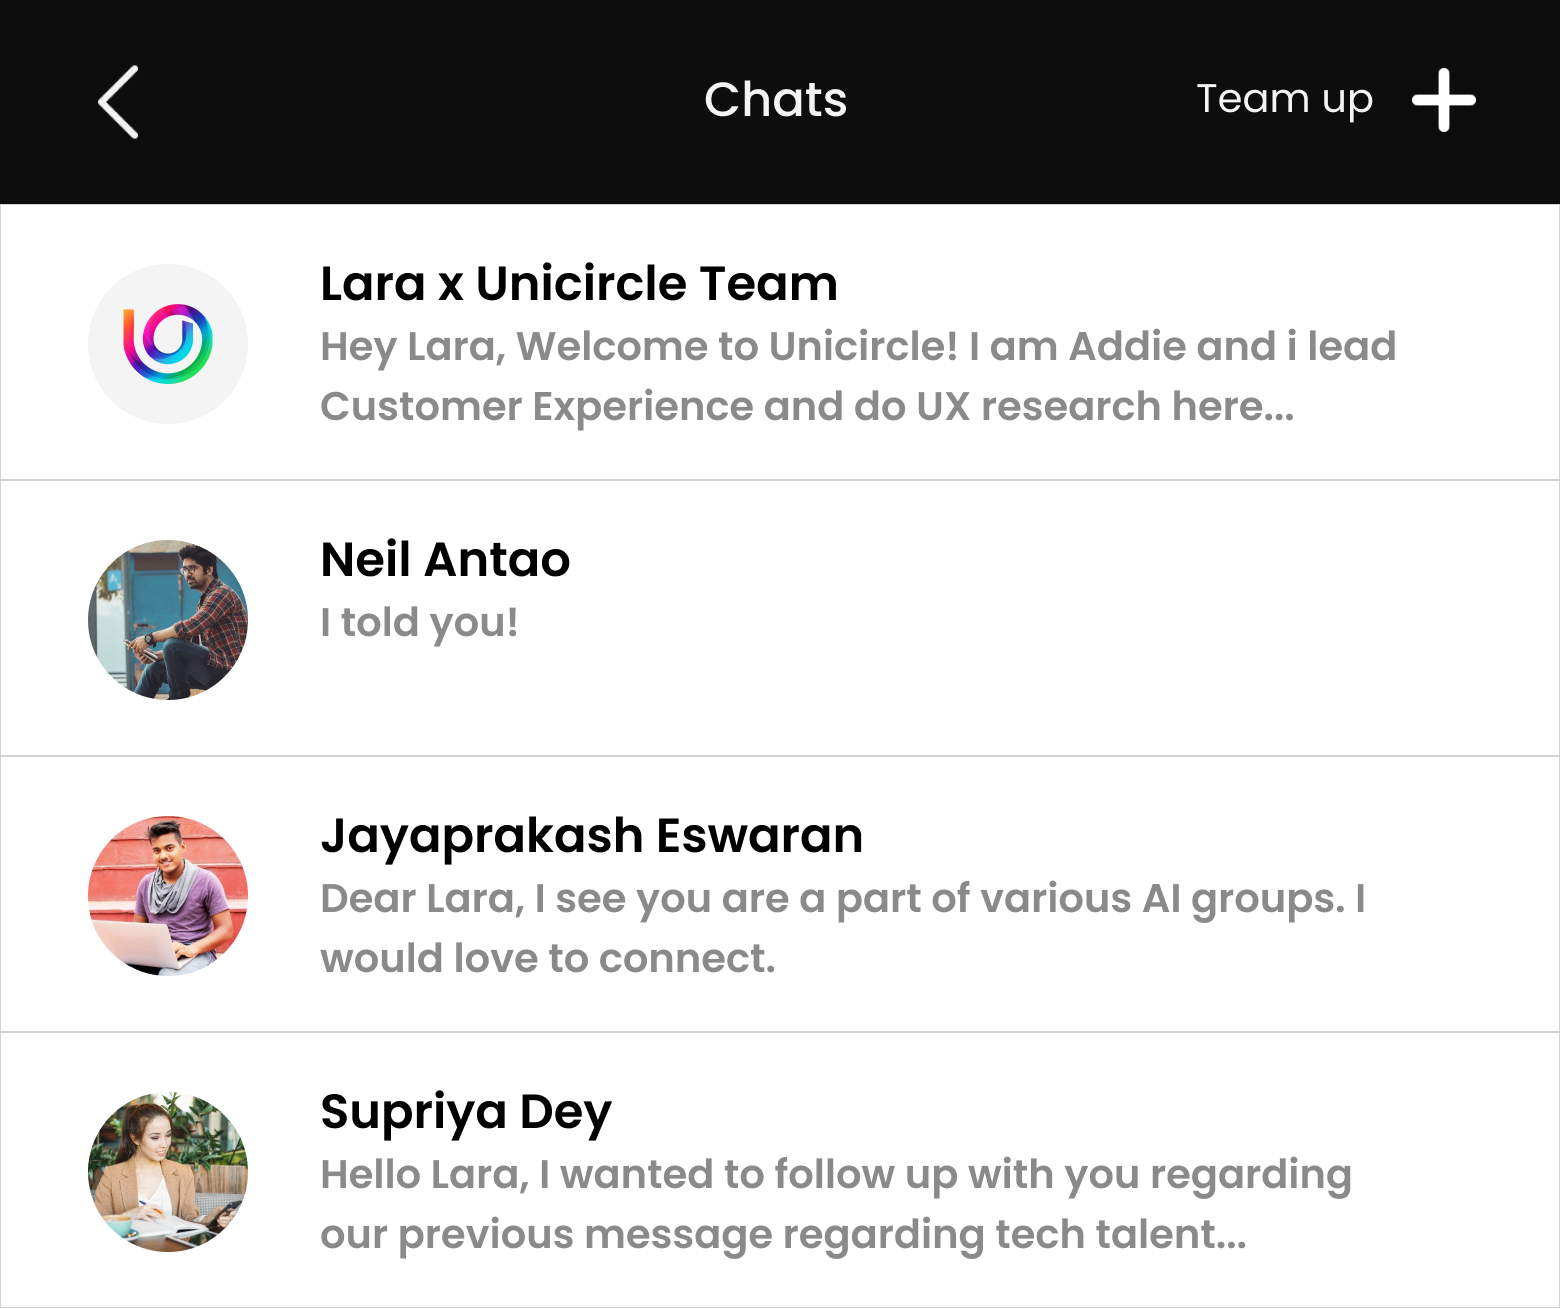 Chats
Team up
Lara x Unicircle Team
Hey Lara, Welcome to Unicircle! I am Addie and i lead
Customer Experience and do UX research here...
Neil Antao
I told you!
Jayaprakash Eswaran
Dear Lara, I see you are a part of various AI groups. I
would love to connect.
Supriya Dey
Hello Lara, I wanted to follow up with you regarding
our previous message regarding tech talent...